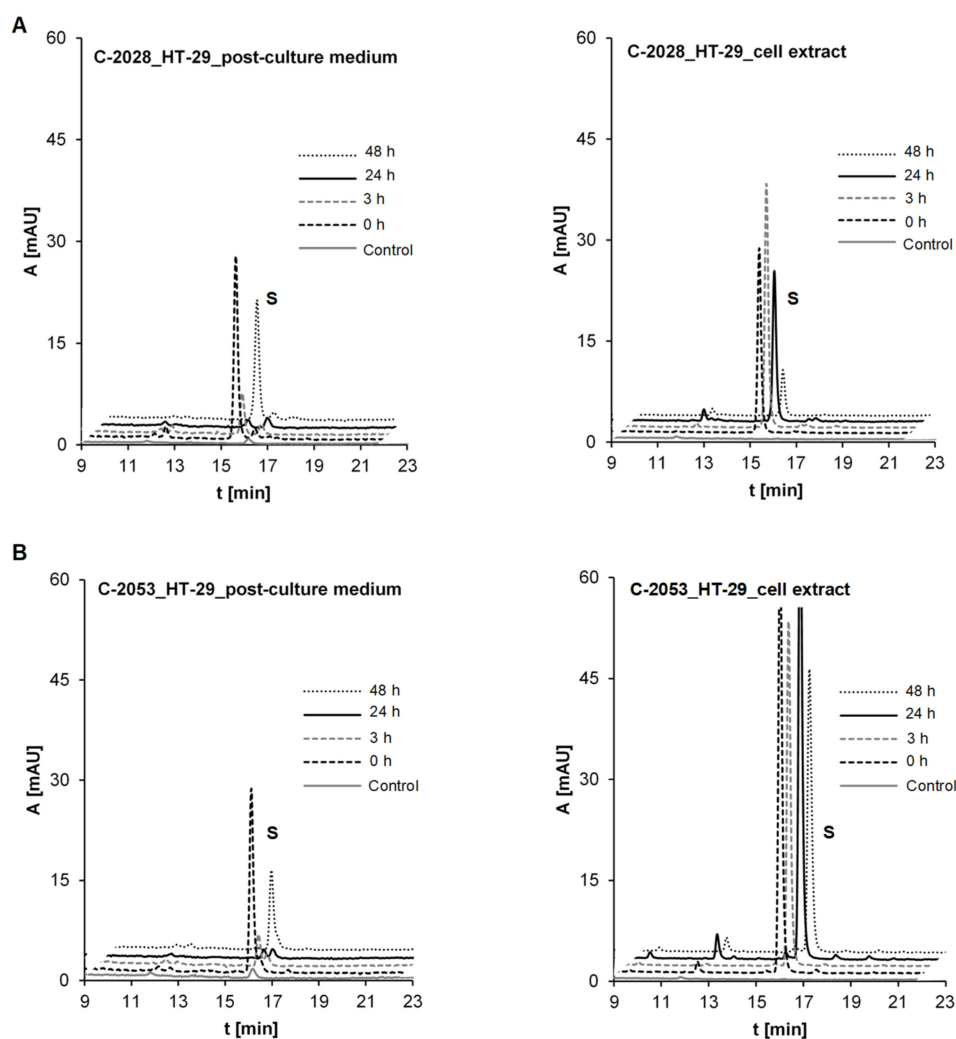 A
C-2028_HT-29_post-culture medium
60
45
30
15
0
A [mAU]
48 h
24 h
3 h
0 h
Control
S
9 11 13 15 17 19 21 23
t [min]
C-2028_HT-29_cell extract
60
45
30
15
0
A [mAU]
48 h
24 h
3 h
0 h
Control
S
9 11 13 15 17 19 21 23
t [min]
B
C-2053_HT-29_post-culture medium
60
45
30
15
0
A [mAU]
48 h
24 h
3 h
0 h
Control
S
9 11 13 15 17 19 21 23
t [min]
C-2053_HT-29_cell extract
60
45
30
15
0
A [mAU]
48 h
24 h
3 h
0 h
Control
S
9 11 13 15 17 19 21 23
t [min]